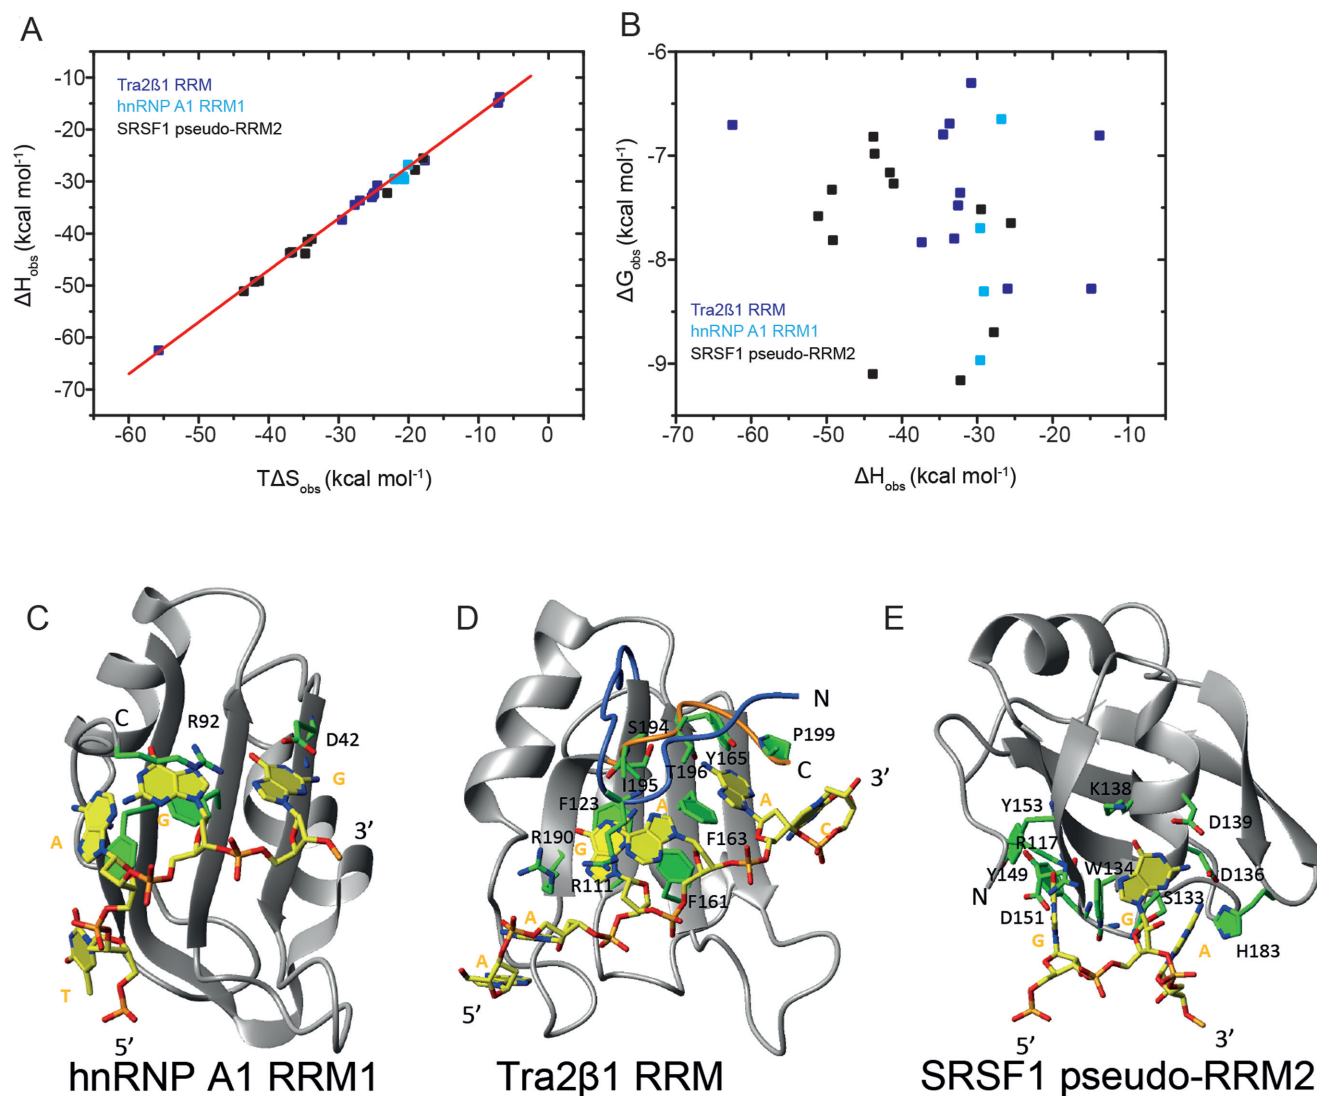 A
Tra2ß1 RRM
hnRNP A1 RRM1
SRSF1 pseudo-RRM2
-10
-20
-30
-40
-50
-60
-70
ΔHobs (kcal mol-1)
-60
-50
-40
-30
-20
-10
0
TΔSobs (kcal mol-1)
B
-6
-7
-8
-9
ΔGobs (kcal mol-1)
Tra2ß1 RRM
hnRNP A1 RRM1
SRSF1 pseudo-RRM2
-70
-60
-50
-40
-30
-20
-10
ΔHobs (kcal mol-1)
C
C
R92
D42
G
A
G
3’
T
5’
hnRNP A1 RRM1
D
N
S194
P199
Y165
C
T196
I195
3’
F123
A
A
R190
G
F163
C
R111
F161
A
A
5’
Tra2β1 RRM
E
K138
Y153
D139
R117
W134
D136
Y149
N
S133
D151
G
G
A
H183
5’
3’
SRSF1 pseudo-RRM2